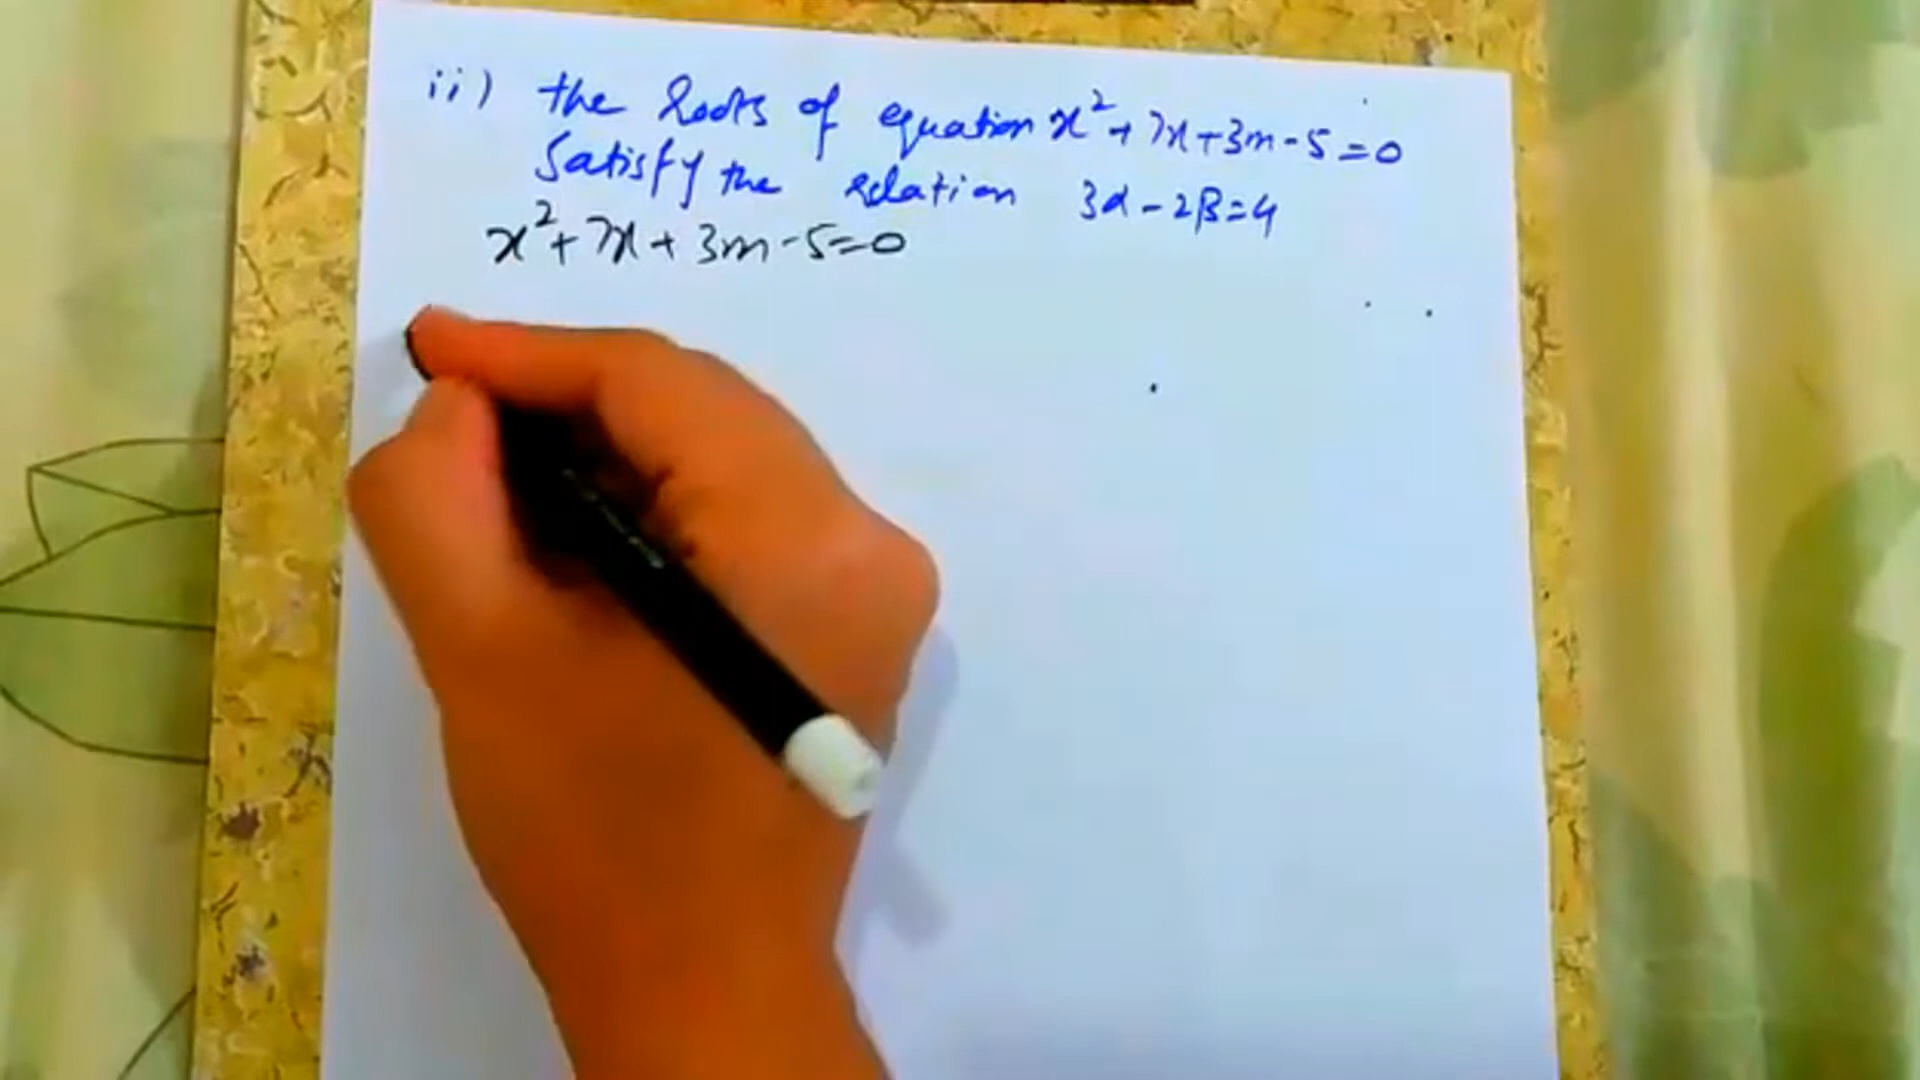 ii) the roots of equation x² + 7x + 3m - 5 = 0
Satisfy the relation 3α - 2β = 4
x² + 7x + 3m - 5 = 0